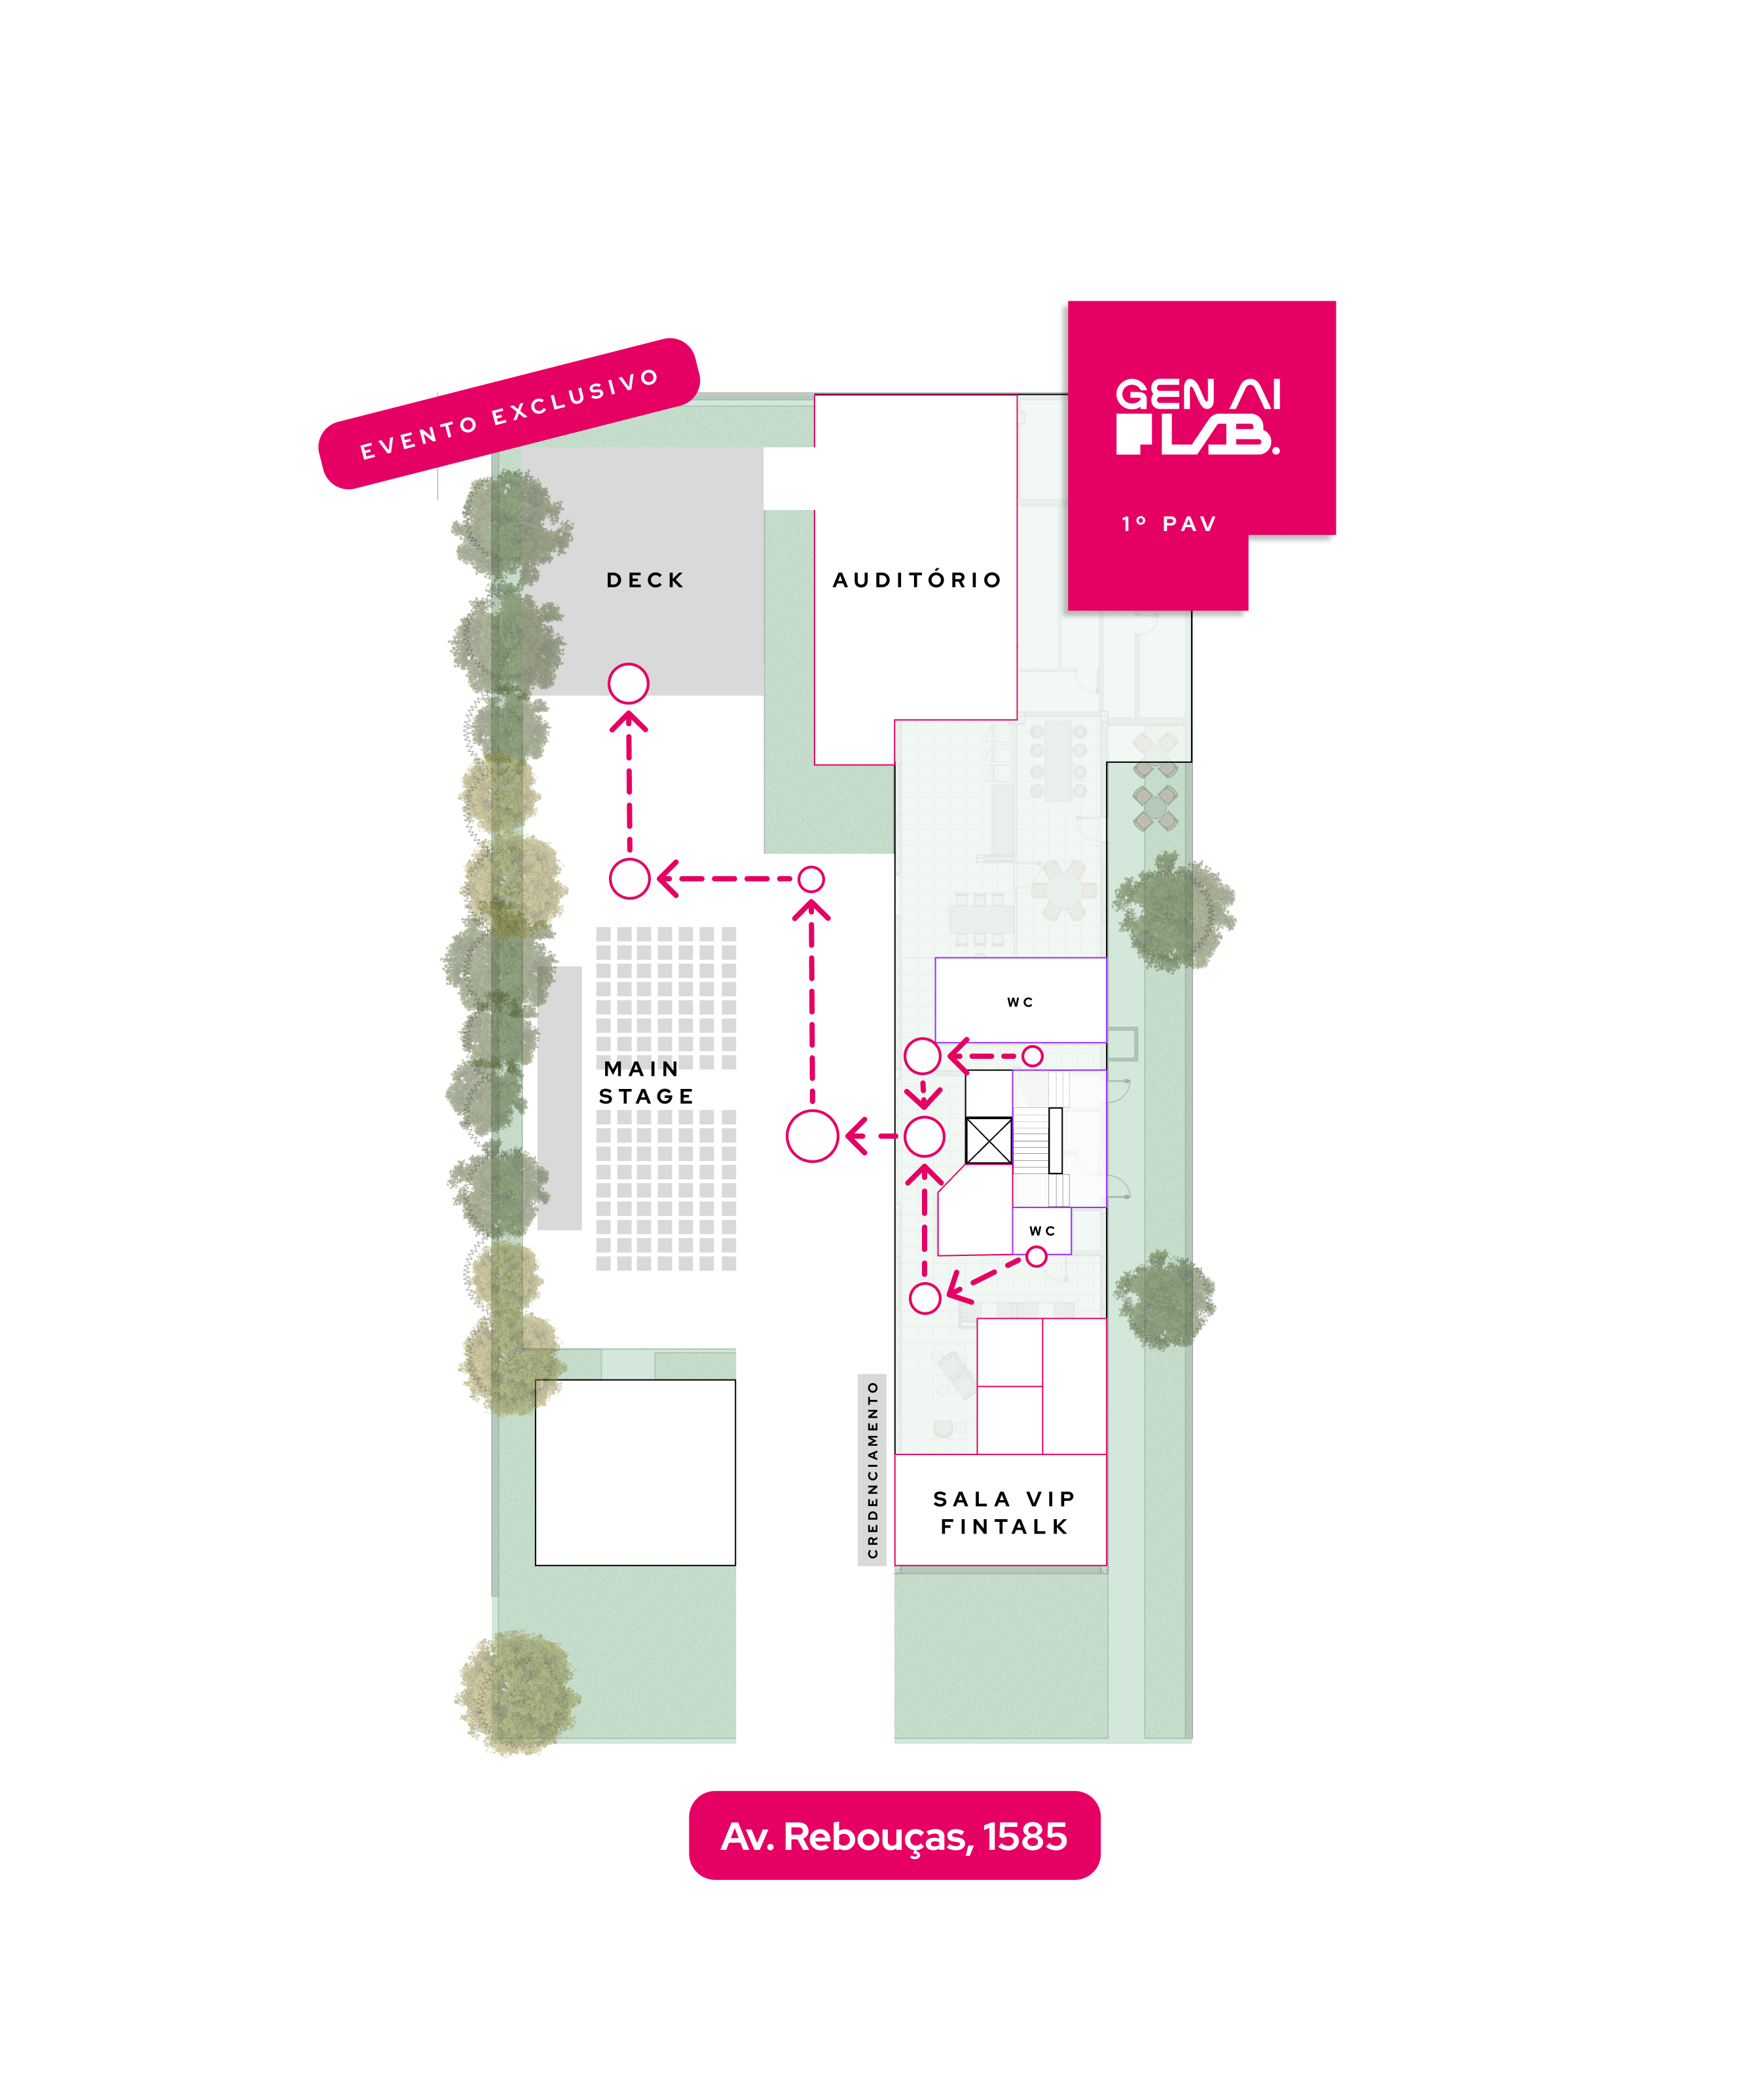 EVENTO EXCLUSIVO
GEN AI
LAB.
1º PAV
DECK
AUDITÓRIO
WC
MAIN
STAGE
WC
CREDENCIAMENTO
SALA VIP
FINTALK
Av. Rebouças, 1585